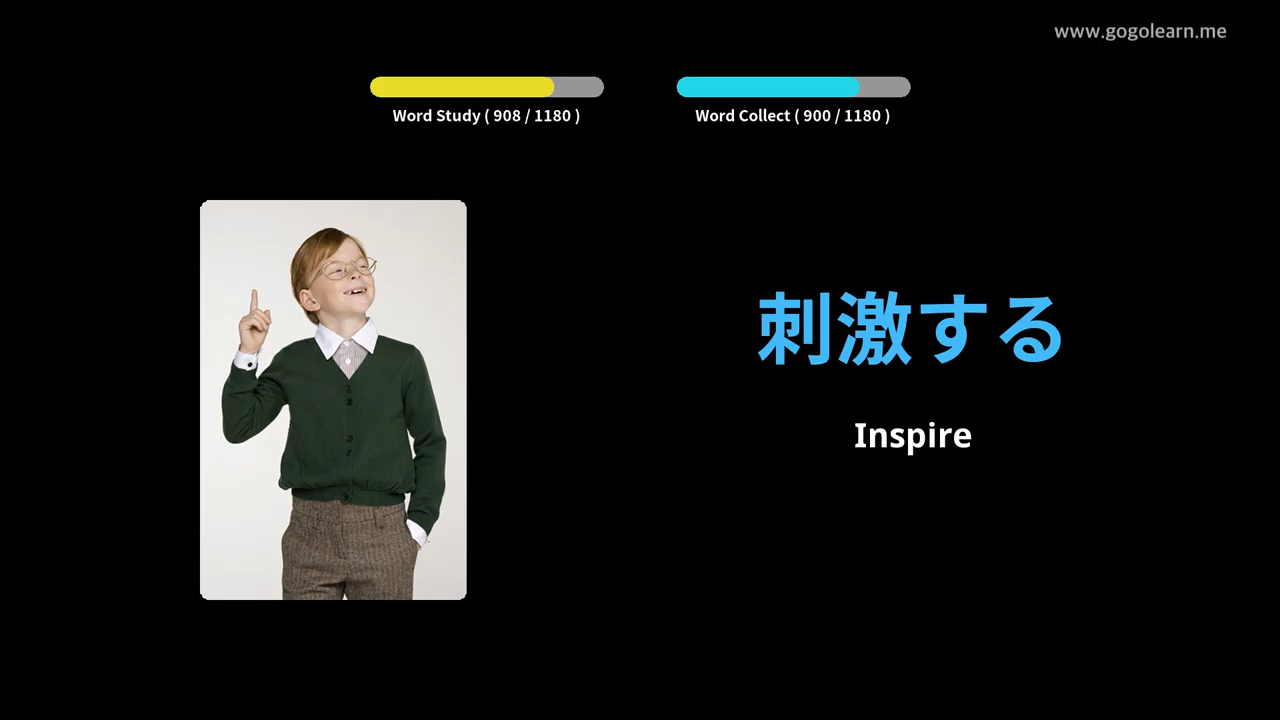 www.gogolearn.me
Word Study ( 908 / 1180 )
Word Collect ( 900 / 1180 )
刺激する
Inspire